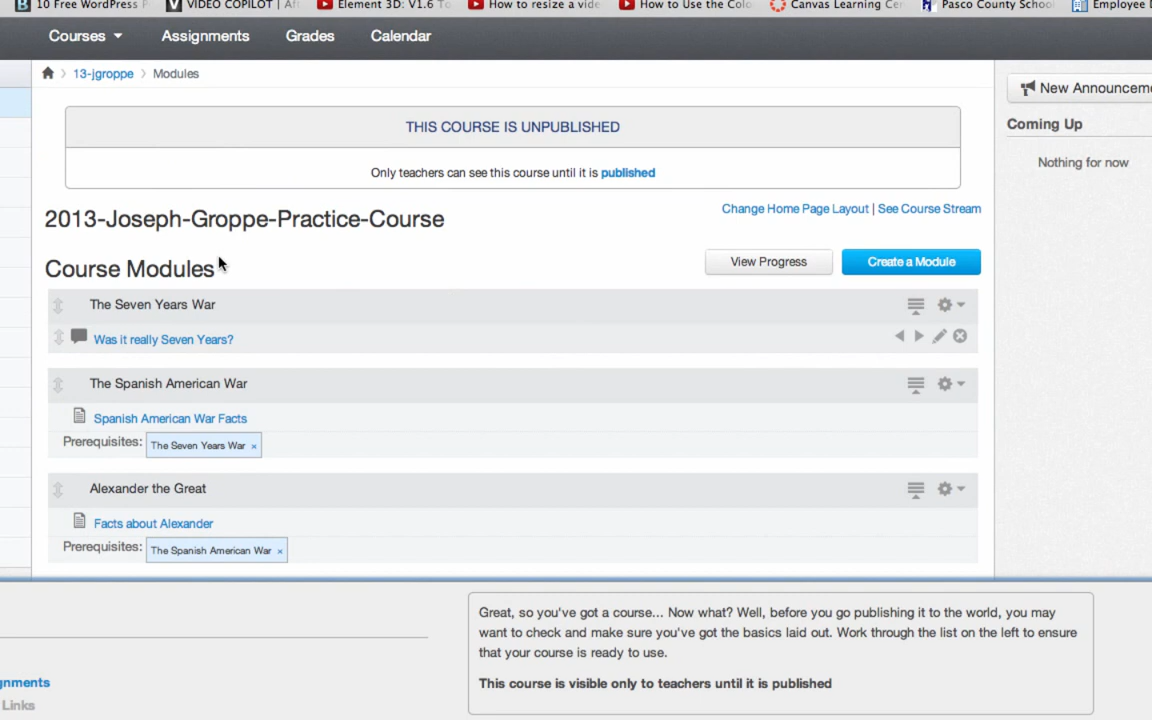 10 Free WordPress
VIDEO COPILOT | Af
Element 3D: V1.6 To
How to resize a vide
How to Use the Colo
Canvas Learning Ce
Pasco County School
Employee
Courses
Assignments
Grades
Calendar
13-jgroppe
Modules
New Announcem
Coming Up
Nothing for now
THIS COURSE IS UNPUBLISHED
Only teachers can see this course until it is published
2013-Joseph-Groppe-Practice-Course
Change Home Page Layout | See Course Stream
Course Modules
View Progress
Create a Module
The Seven Years War
Was it really Seven Years?
The Spanish American War
Spanish American War Facts
Prerequisites: The Seven Years War ×
Alexander the Great
Facts about Alexander
Prerequisites: The Spanish American War ×
Great, so you've got a course... Now what? Well, before you go publishing it to the world, you may
want to check and make sure you've got the basics laid out. Work through the list on the left to ensure
that your course is ready to use.
This course is visible only to teachers until it is published
gnments
Links